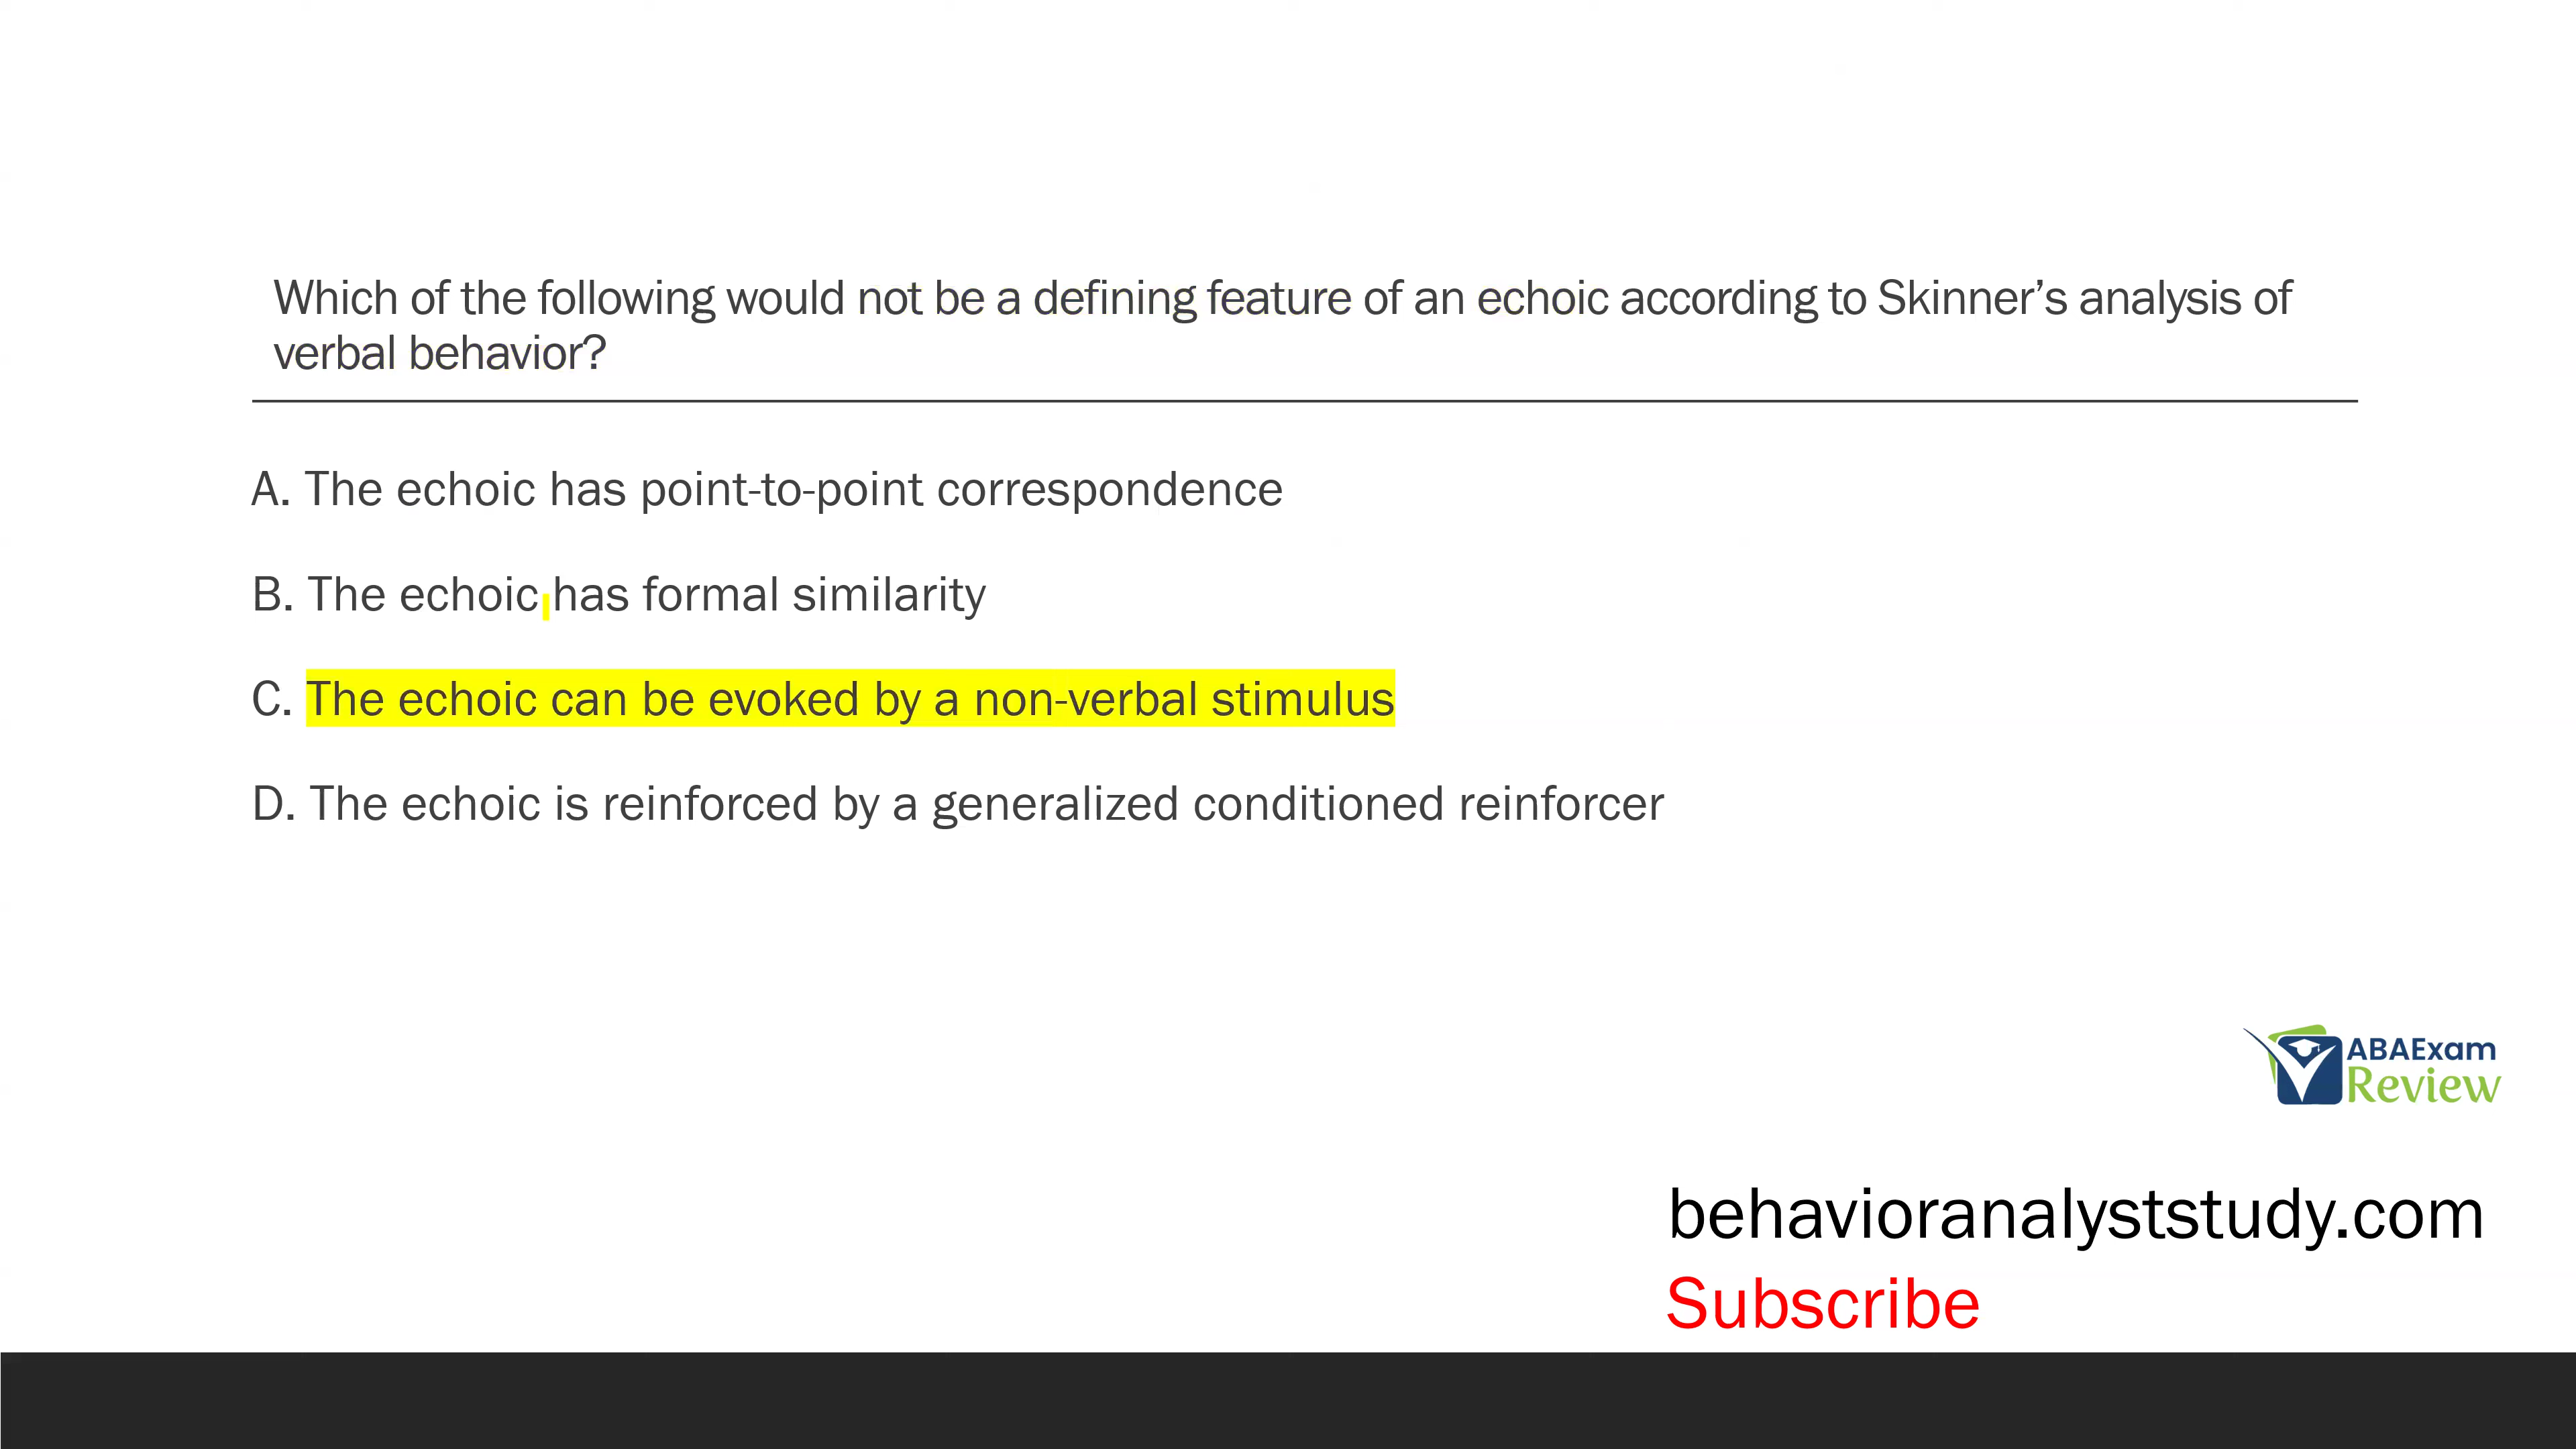 Which of the following would not be a defining feature of an echoic according to Skinner’s analysis of
verbal behavior?
A. The echoic has point-to-point correspondence
B. The echoic has formal similarity
C. The echoic can be evoked by a non-verbal stimulus
D. The echoic is reinforced by a generalized conditioned reinforcer
ABAExam
Review
behavioranalyststudy.com
Subscribe